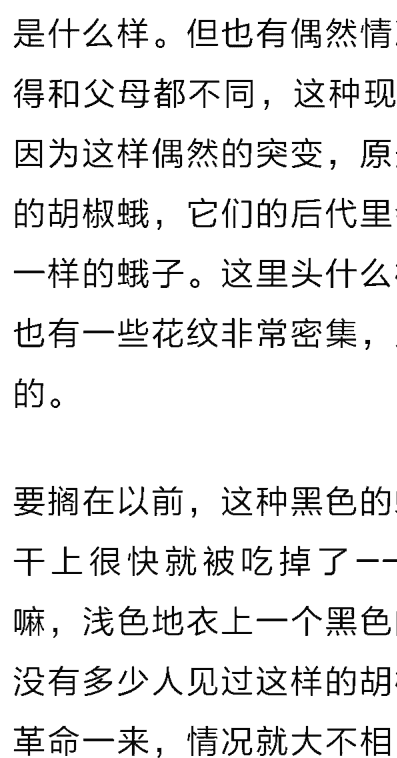 是什么样。但也有偶然情
得和父母都不同，这种现
因为这样偶然的突变，原
的胡椒蛾，它们的后代里
一样的蛾子。这里头什么
也有一些花纹非常密集，
的。
要搁在以前，这种黑色的
干上很快就被吃掉了——
嘛，浅色地衣上一个黑色
没有多少人见过这样的胡
革命一来，情况就大不相